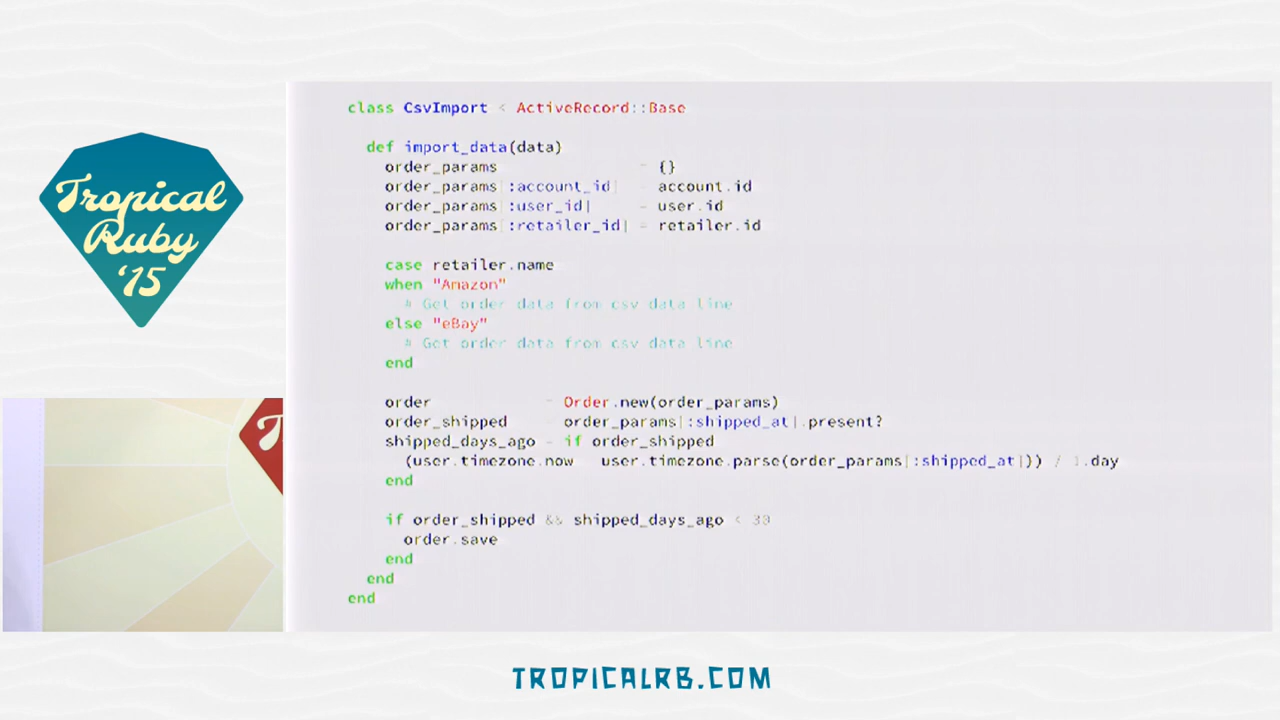 Tropical
Ruby
'15
class CsvImport < ActiveRecord::Base
def import_data(data)
order_params = {}
order_params[:account_id] = account.id
order_params[:user_id] = user.id
order_params[:retailer_id] = retailer.id
case retailer.name
when "Amazon"
# Get order data from csv data line
else "eBay"
# Get order data from csv data line
end
order = Order.new(order_params)
order_shipped = order_params[:shipped_at].present?
shipped_days_ago = if order_shipped
(user.timezone.now - user.timezone.parse(order_params[:shipped_at])) / 1.day
end
if order_shipped && shipped_days_ago < 30
order.save
end
end
end
TROPICALRB.COM